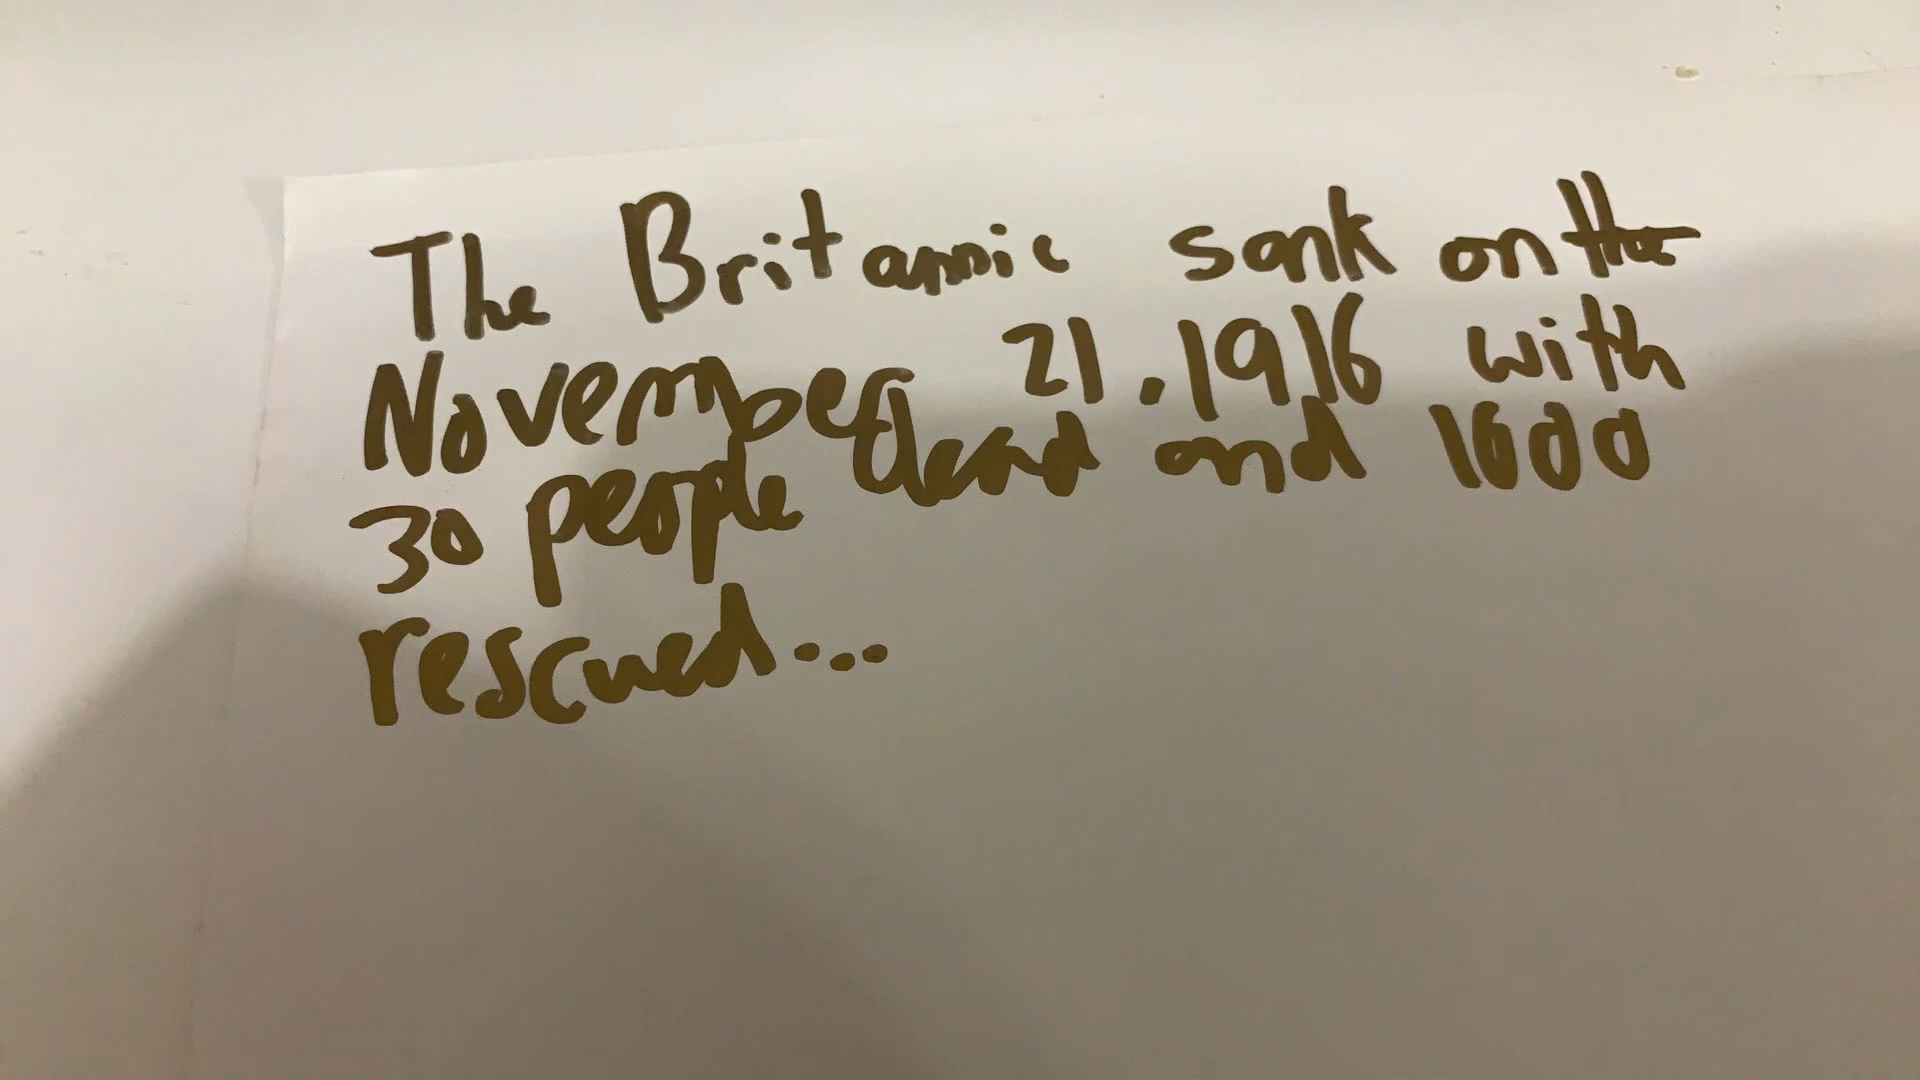 The Britannic sank on the
November 21.1916 with
30 people dead and 1000
rescued...